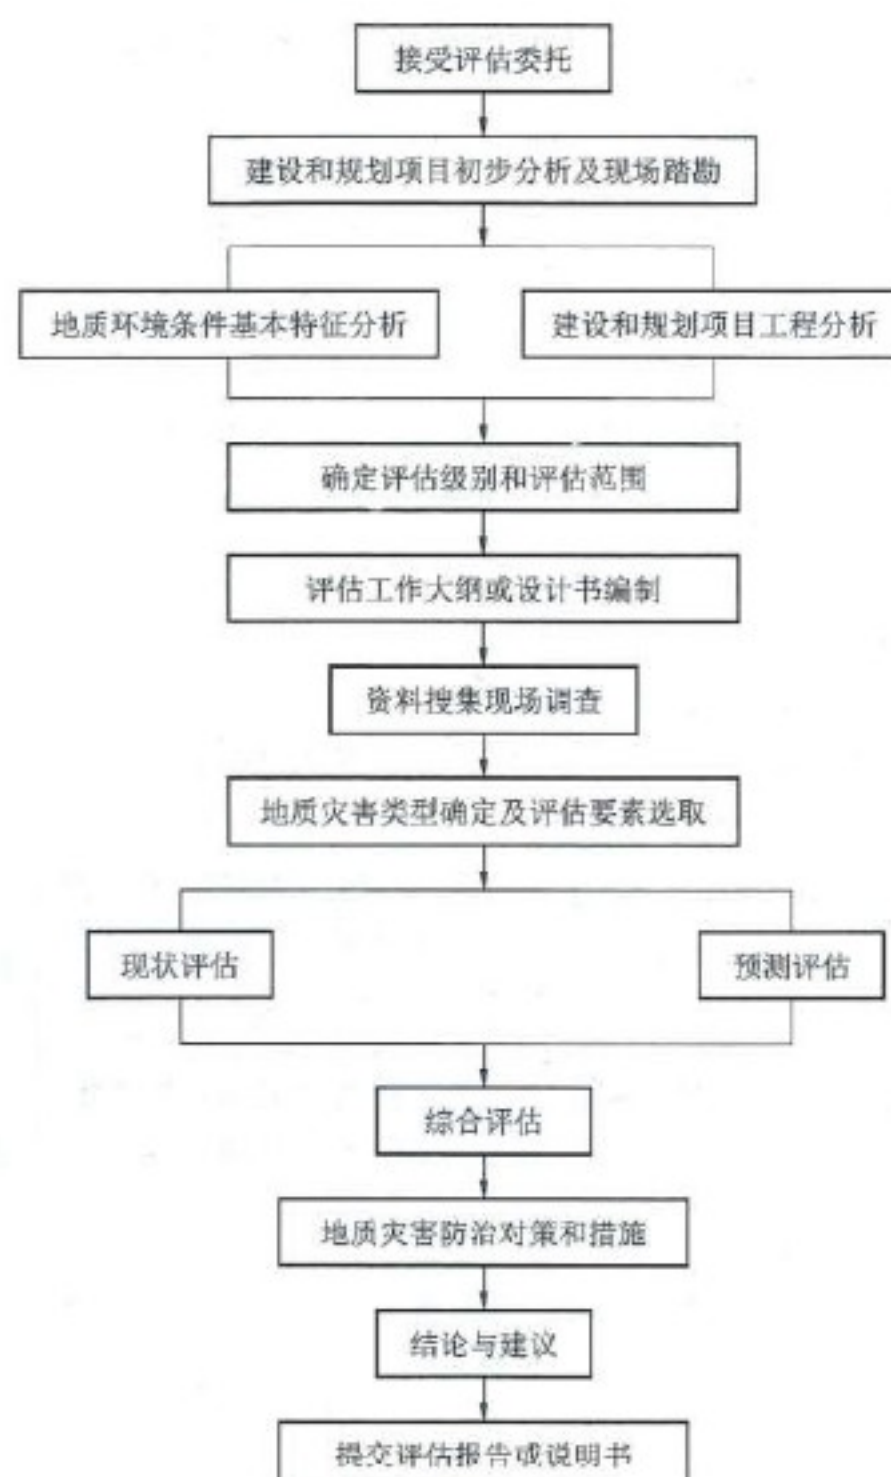 接受评估委托
建设和规划项目初步分析及现场踏勘
地质环境条件基本特征分析
建设和规划项目工程分析
确定评估级别和评估范围
评估工作大纲或设计书编制
资料搜集现场调查
地质灾害类型确定及评估要素选取
现状评估
预测评估
综合评估
地质灾害防治对策和措施
结论与建议
提交评估报告或说明书